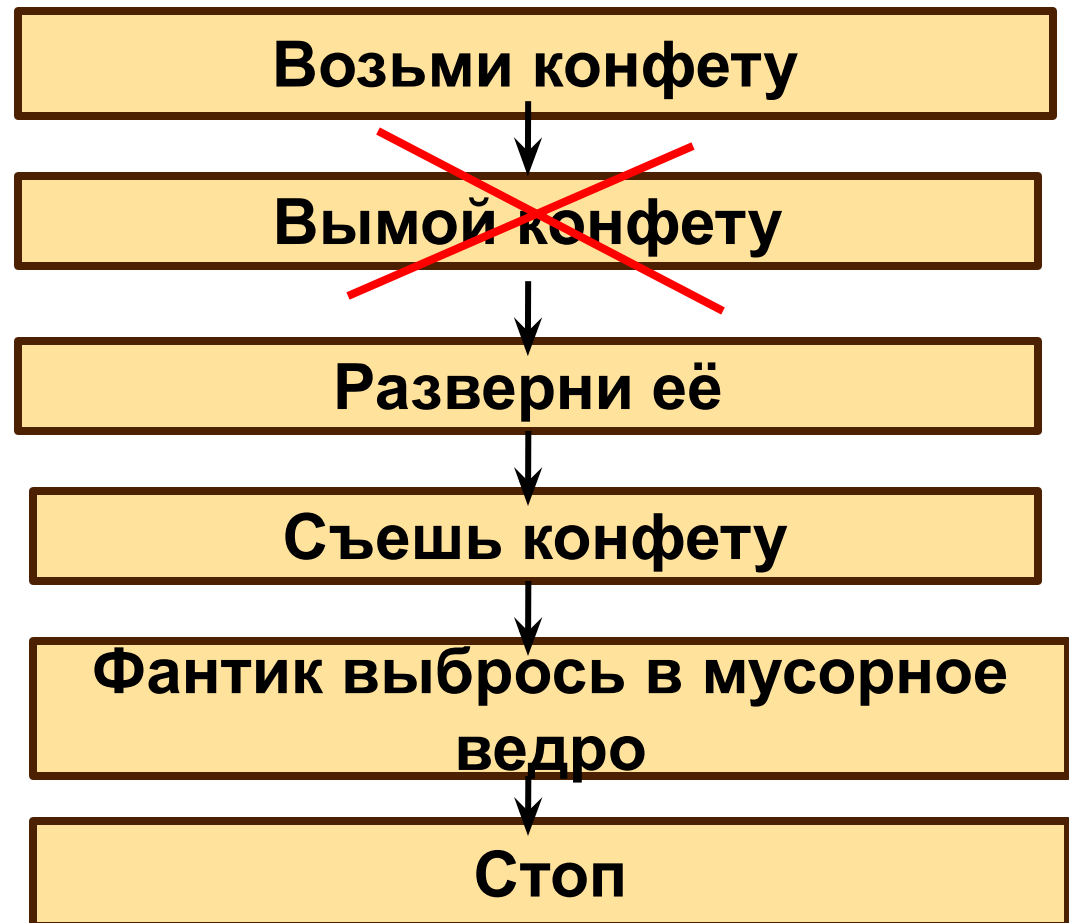 Возьми конфету
Вымой конфету
Разверни её
Съешь конфету
Фантик выбрось в мусорное
ведро
Стоп